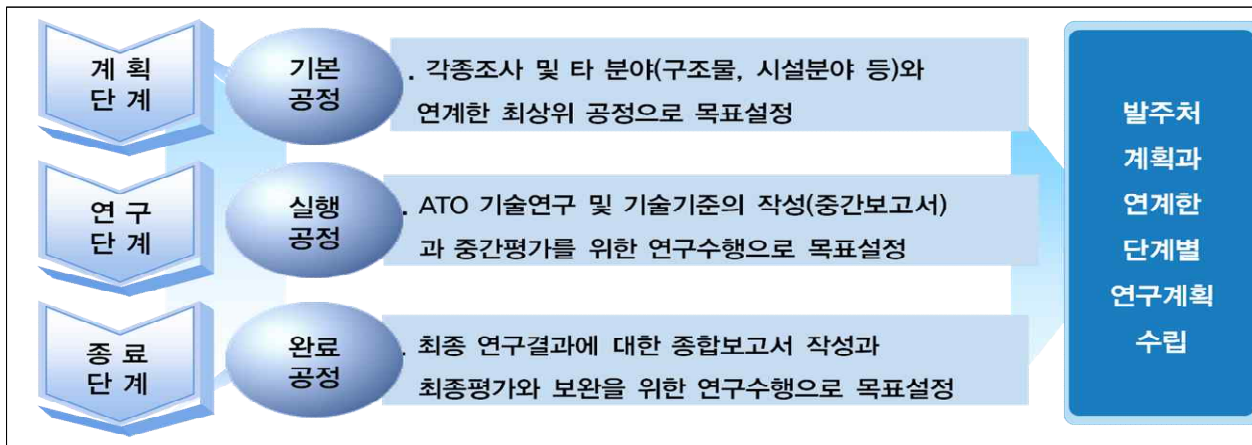 계 획
단 계
기본
공정
. 각종조사 및 타 분야(구조물, 시설분야 등)와
연계한 최상위 공정으로 목표설정
연 구
단 계
실행
공정
. ATO 기술연구 및 기술기준의 작성(중간보고서)
과 중간평가를 위한 연구수행으로 목표설정
종 료
단 계
완료
공정
. 최종 연구결과에 대한 종합보고서 작성과
최종평가와 보완을 위한 연구수행으로 목표설정
발주처
계획과
연계한
단계별
연구계획
수립